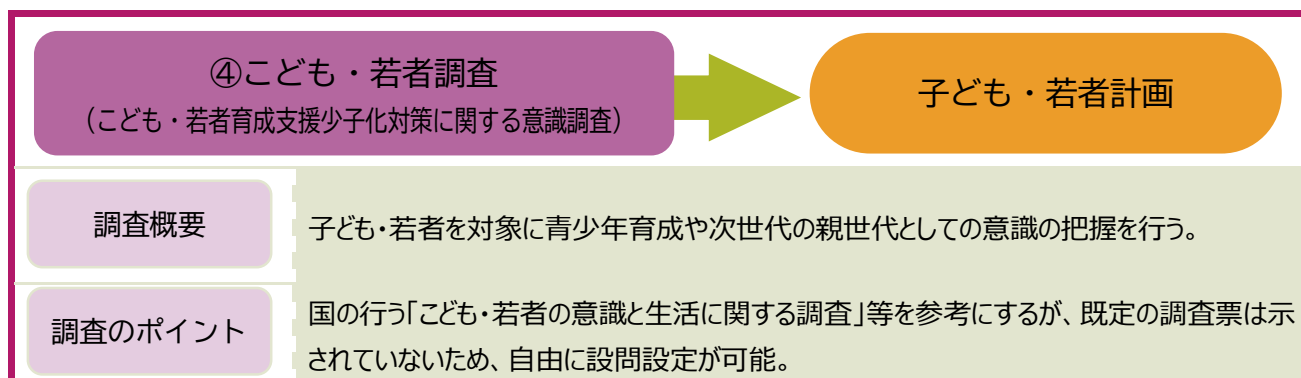 ④こども・若者調査
（こども・若者育成支援少子化対策に関する意識調査）
子ども・若者計画
調査概要
子ども・若者を対象に青少年育成や次世代の親世代としての意識の把握を行う。
調査のポイント
国の行う「こども・若者の意識と生活に関する調査」等を参考にするが、既定の調査票は示
されていないため、自由に設問設定が可能。